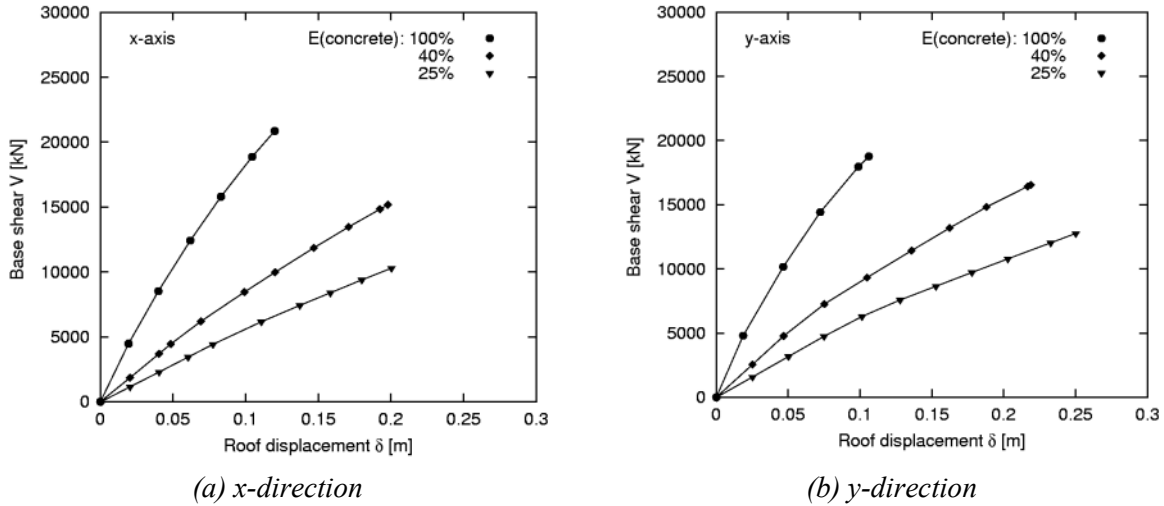 30000
25000
20000
15000
10000
5000
0
Base shear V [kN]
x-axis
E(concrete): 100%
40%
25%
0 0.05 0.1 0.15 0.2 0.25 0.3
Roof displacement δ [m]
(a) x-direction
30000
25000
20000
15000
10000
5000
0
Base shear V [kN]
y-axis
E(concrete): 100%
40%
25%
0 0.05 0.1 0.15 0.2 0.25 0.3
Roof displacement δ [m]
(b) y-direction